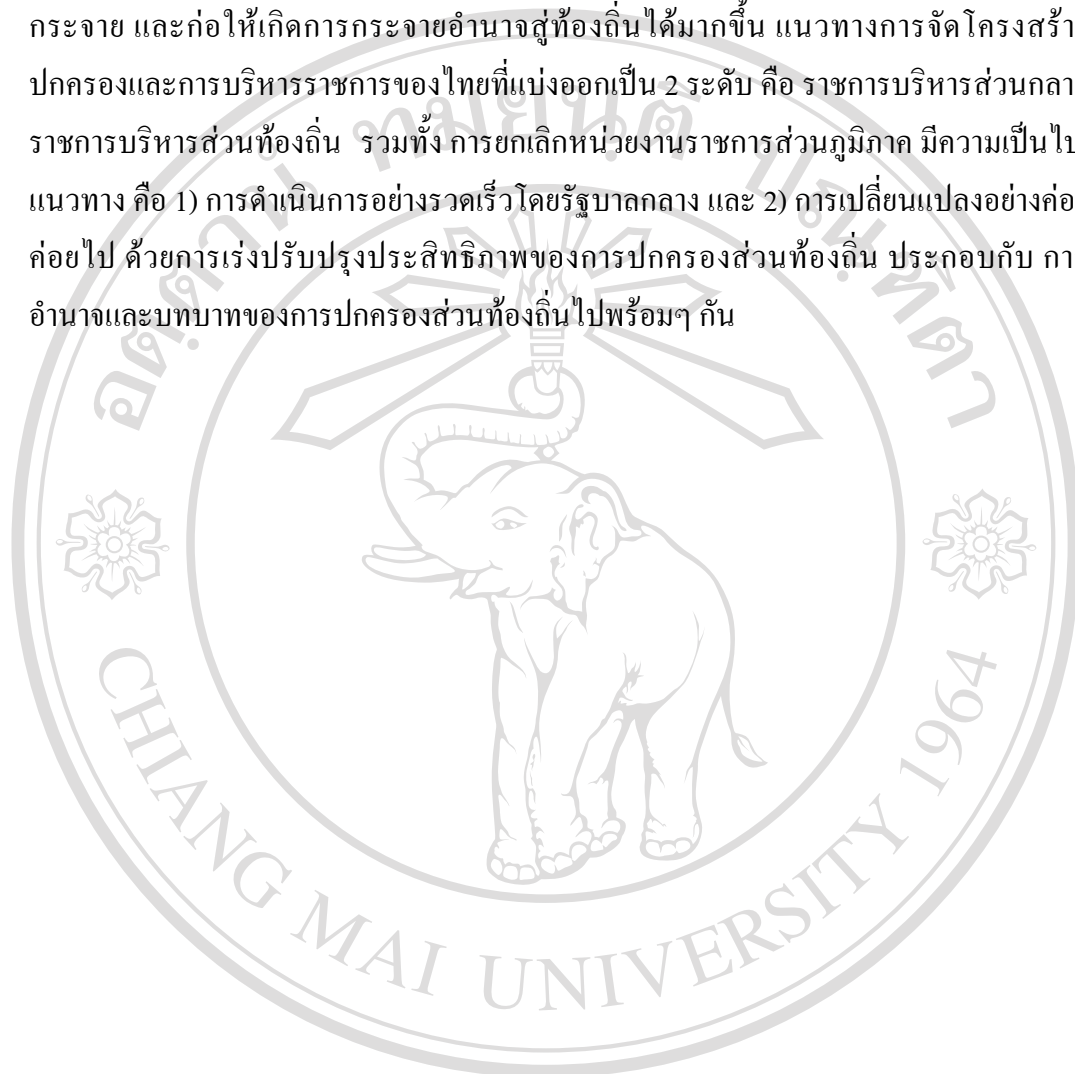 กระจาย และก่อให้เกิดการกระจายอำนาจสู่ท้องถิ่นได้มากขึ้น แนวทางการจัดโครงสร้า
ปกครองและการบริหารราชการของไทยที่แบ่งออกเป็น 2 ระดับ คือ ราชการบริหารส่วนกลา
ราชการบริหารส่วนท้องถิ่น รวมทั้ง การยกเลิกหน่วยงานราชการส่วนภูมิภาค มีความเป็นไป
แนวทาง คือ 1) การดำเนินการอย่างรวดเร็วโดยรัฐบาลกลาง และ 2) การเปลี่ยนแปลงอย่างค่อ
ค่อยไป ด้วยการเร่งปรับปรุงประสิทธิภาพของการปกครองส่วนท้องถิ่น ประกอบกับ กา
อำนาจและบทบาทของการปกครองส่วนท้องถิ่นไปพร้อมๆ กัน
อตฺตานํ ทมยนฺติ ปณฺฑิตา
CHIANG MAI UNIVERSITY 1964